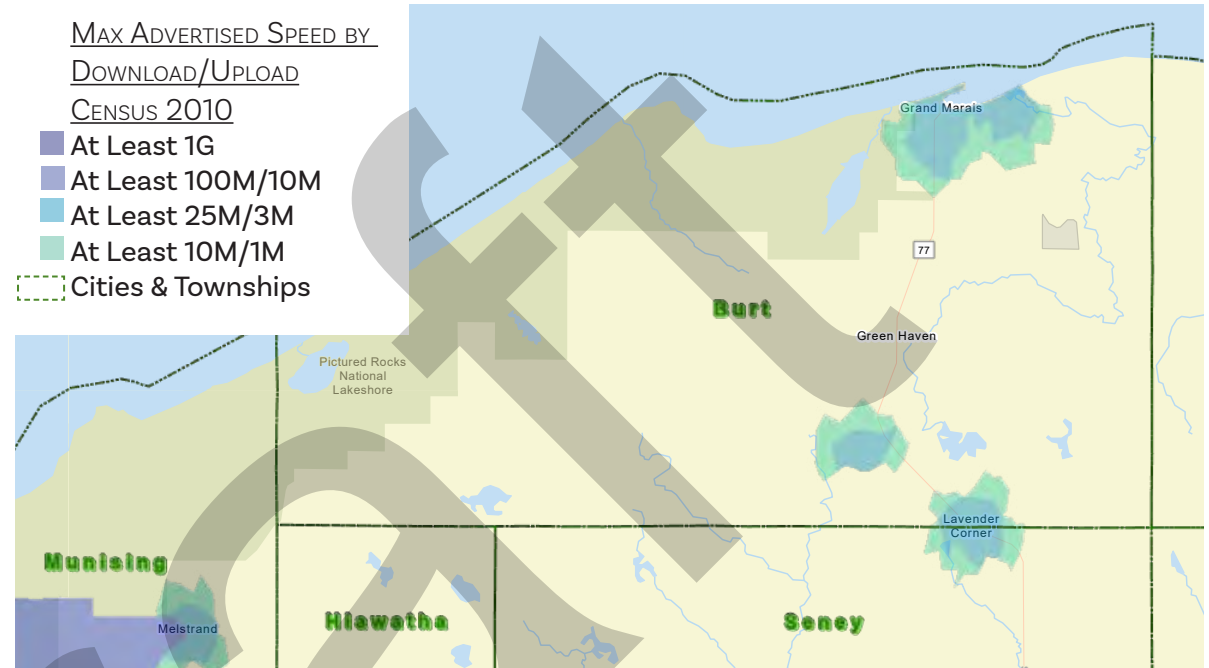 Max Advertised Speed by
Download/Upload
Census 2010
At Least 1G
At Least 100M/10M
At Least 25M/3M
At Least 10M/1M
Cities & Townships
Grand Marais
77
Burt
Green Haven
Pictured Rocks
National
Lakeshore
Lavender
Corner
Munising
Melstrand
Hiawatha
Seney